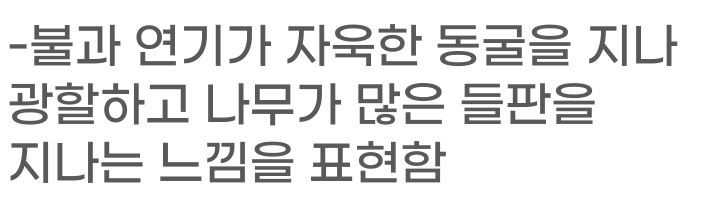 -불과 연기가 자욱한 동굴을 지나
광할하고 나무가 많은 들판을
지나는 느낌을 표현함